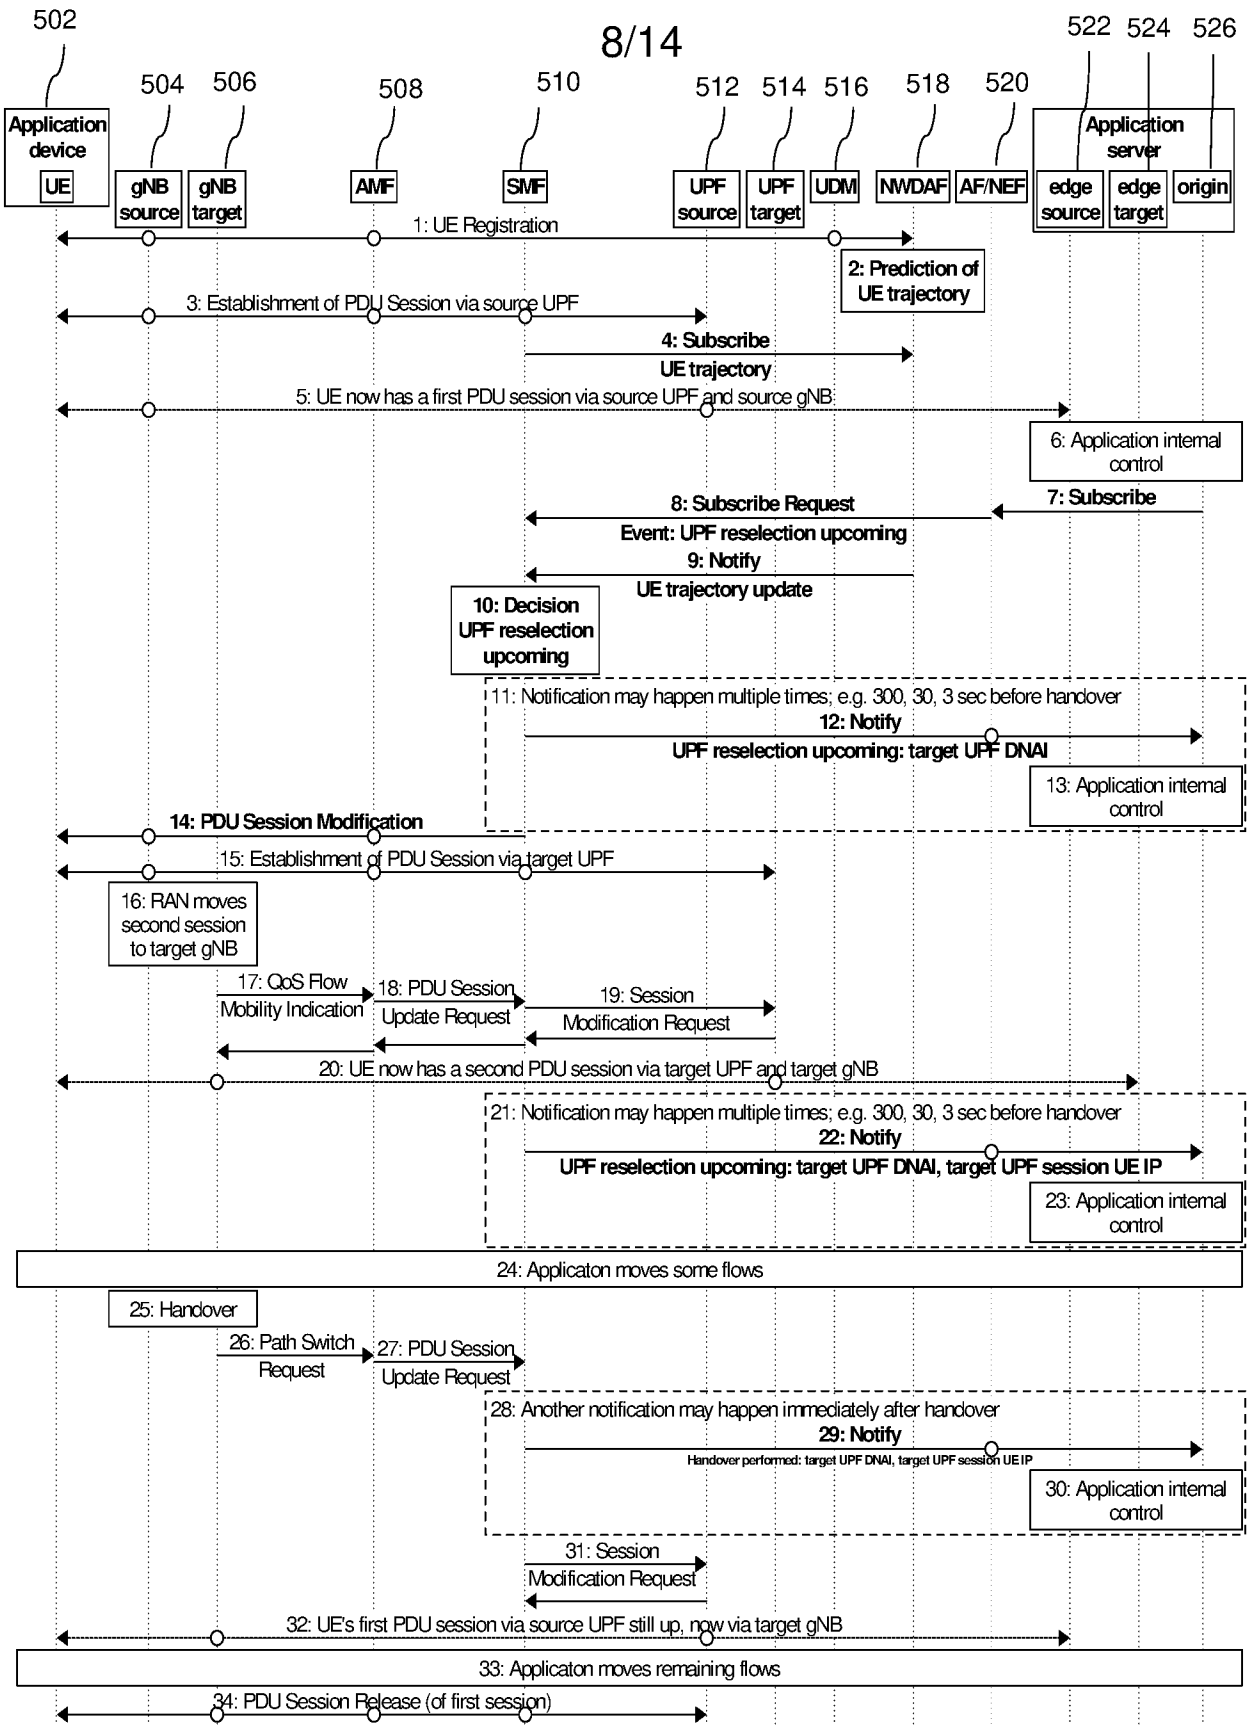 8/14
502
504
506
508
510
512
514
516
518
520
522
524
526
Application
device
UE
gNB
source
gNB
target
AMF
SMF
UPF
source
UPF
target
UDM
NWDAF
AF/NEF
Application
server
edge
source
edge
target
origin
1: UE Registration
2: Prediction of
UE trajectory
3: Establishment of PDU Session via source UPF
4: Subscribe
UE trajectory
5: UE now has a first PDU session via source UPF and source gNB
6: Application internal
control
7: Subscribe
8: Subscribe Request
Event: UPF reselection upcoming
9: Notify
UE trajectory update
10: Decision
UPF reselection
upcoming
11: Notification may happen multiple times; e.g. 300, 30, 3 sec before handover
12: Notify
UPF reselection upcoming: target UPF DNAI
13: Application internal
control
14: PDU Session Modification
15: Establishment of PDU Session via target UPF
16: RAN moves
second session
to target gNB
17: QoS Flow
Mobility Indication
18: PDU Session
Update Request
19: Session
Modification Request
20: UE now has a second PDU session via target UPF and target gNB
21: Notification may happen multiple times; e.g. 300, 30, 3 sec before handover
22: Notify
UPF reselection upcoming: target UPF DNAI, target UPF session UE IP
23: Application internal
control
24: Applicaton moves some flows
25: Handover
26: Path Switch
Request
27: PDU Session
Update Request
28: Another notification may happen immediately after handover
29: Notify
Handover performed: target UPF DNAI, target UPF session UE IP
30: Application internal
control
31: Session
Modification Request
32: UE's first PDU session via source UPF still up, now via target gNB
33: Applicaton moves remaining flows
34: PDU Session Release (of first session)